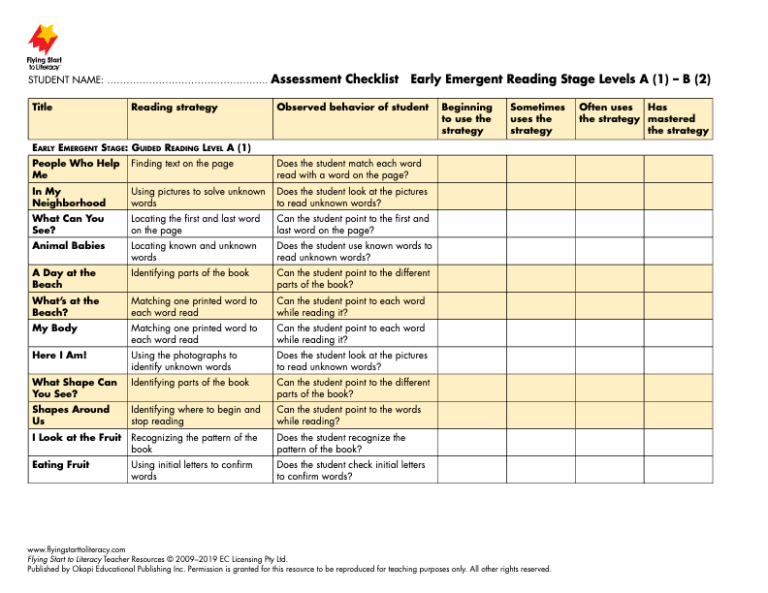 Flying Start
to Literacy™
STUDENT NAME: ................................................. Assessment Checklist Early Emergent Reading Stage Levels A (1) – B (2)
Title Reading strategy Observed behavior of student Beginning to use the strategy Sometimes uses the strategy Often uses the strategy Has mastered the strategy
EARLY EMERGENT STAGE: GUIDED READING LEVEL A (1)
People Who Help Finding text on the page Does the student match each word
Me read with a word on the page?
In My Using pictures to solve unknown Does the student look at the pictures
Neighborhood words to read unknown words?
What Can You Locating the first and last word Can the student point to the first and
See? on the page last word on the page?
Animal Babies Locating known and unknown Does the student use known words to
words read unknown words?
A Day at the Identifying parts of the book Can the student point to the different
Beach parts of the book?
What's at the Matching one printed word to Can the student point to each word
Beach? each word read while reading it?
My Body Matching one printed word to Can the student point to each word
each word read while reading it?
Here I Am! Using the photographs to Does the student look at the pictures
identify unknown words to read unknown words?
What Shape Can Identifying parts of the book Can the student point to the different
You See? parts of the book?
Shapes Around Identifying where to begin and Can the student point to the words
Us stop reading while reading?
I Look at the Fruit Recognizing the pattern of the Does the student recognize the
book pattern of the book?
Eating Fruit Using initial letters to confirm Does the student check initial letters
words to confirm words?
www.flyingstarttoliteracy.com
Flying Start to Literacy Teacher Resources © 2009–2019 EC Licensing Pty Ltd.
Published by Okapi Educational Publishing Inc. Permission is granted for this resource to be reproduced for teaching purposes only. All other rights reserved.